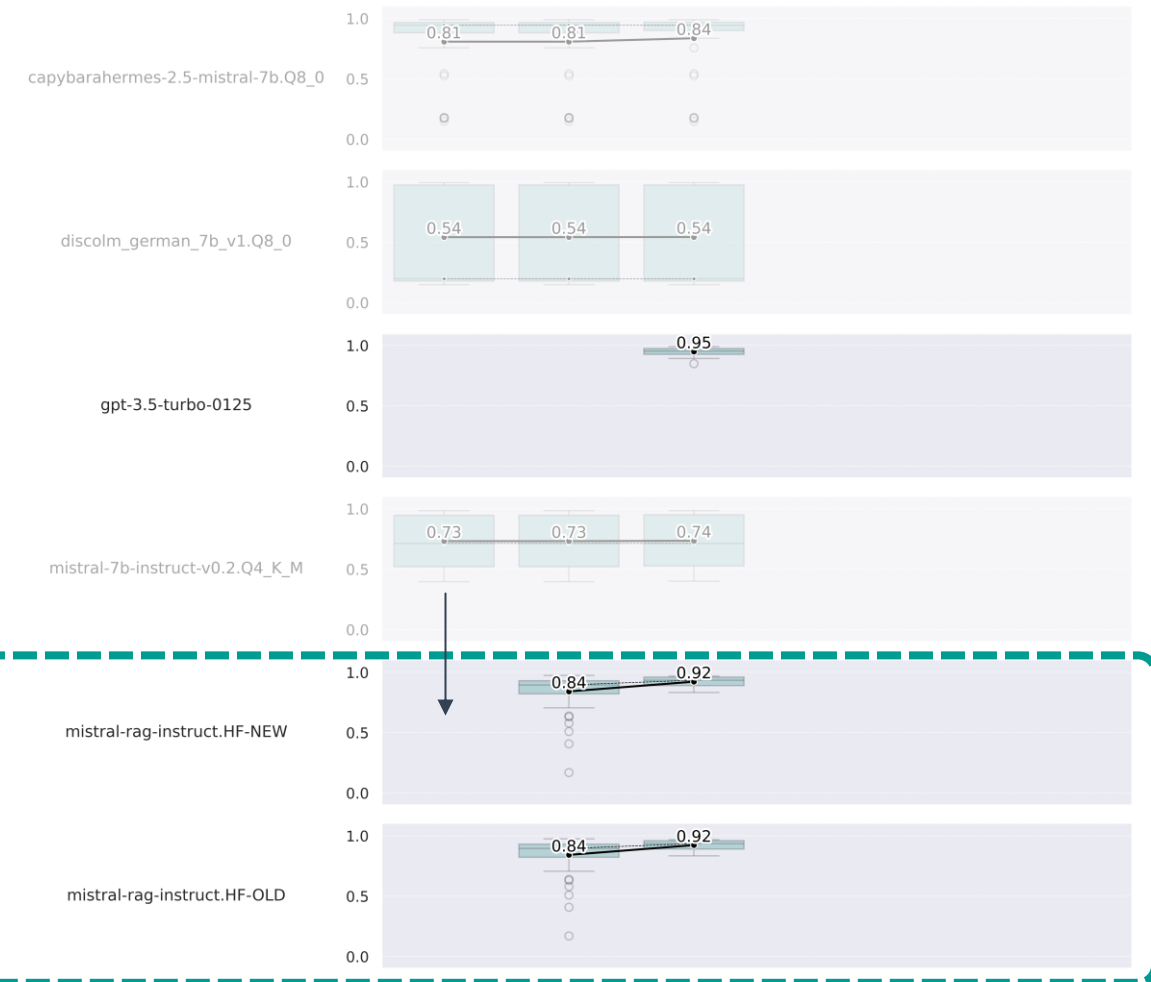 1.0
0.81 0.81 0.84
capybarahermes-2.5-mistral-7b.Q8_0 0.5
0.0
1.0
0.54 0.54 0.54
discolm_german_7b_v1.Q8_0 0.5
0.0
1.0 0.95
gpt-3.5-turbo-0125 0.5
0.0
1.0
0.73 0.73 0.74
mistral-7b-instruct-v0.2.Q4_K_M 0.5
0.0
1.0 0.84 0.92
mistral-rag-instruct.HF-NEW 0.5
0.0
1.0 0.84 0.92
mistral-rag-instruct.HF-OLD 0.5
0.0